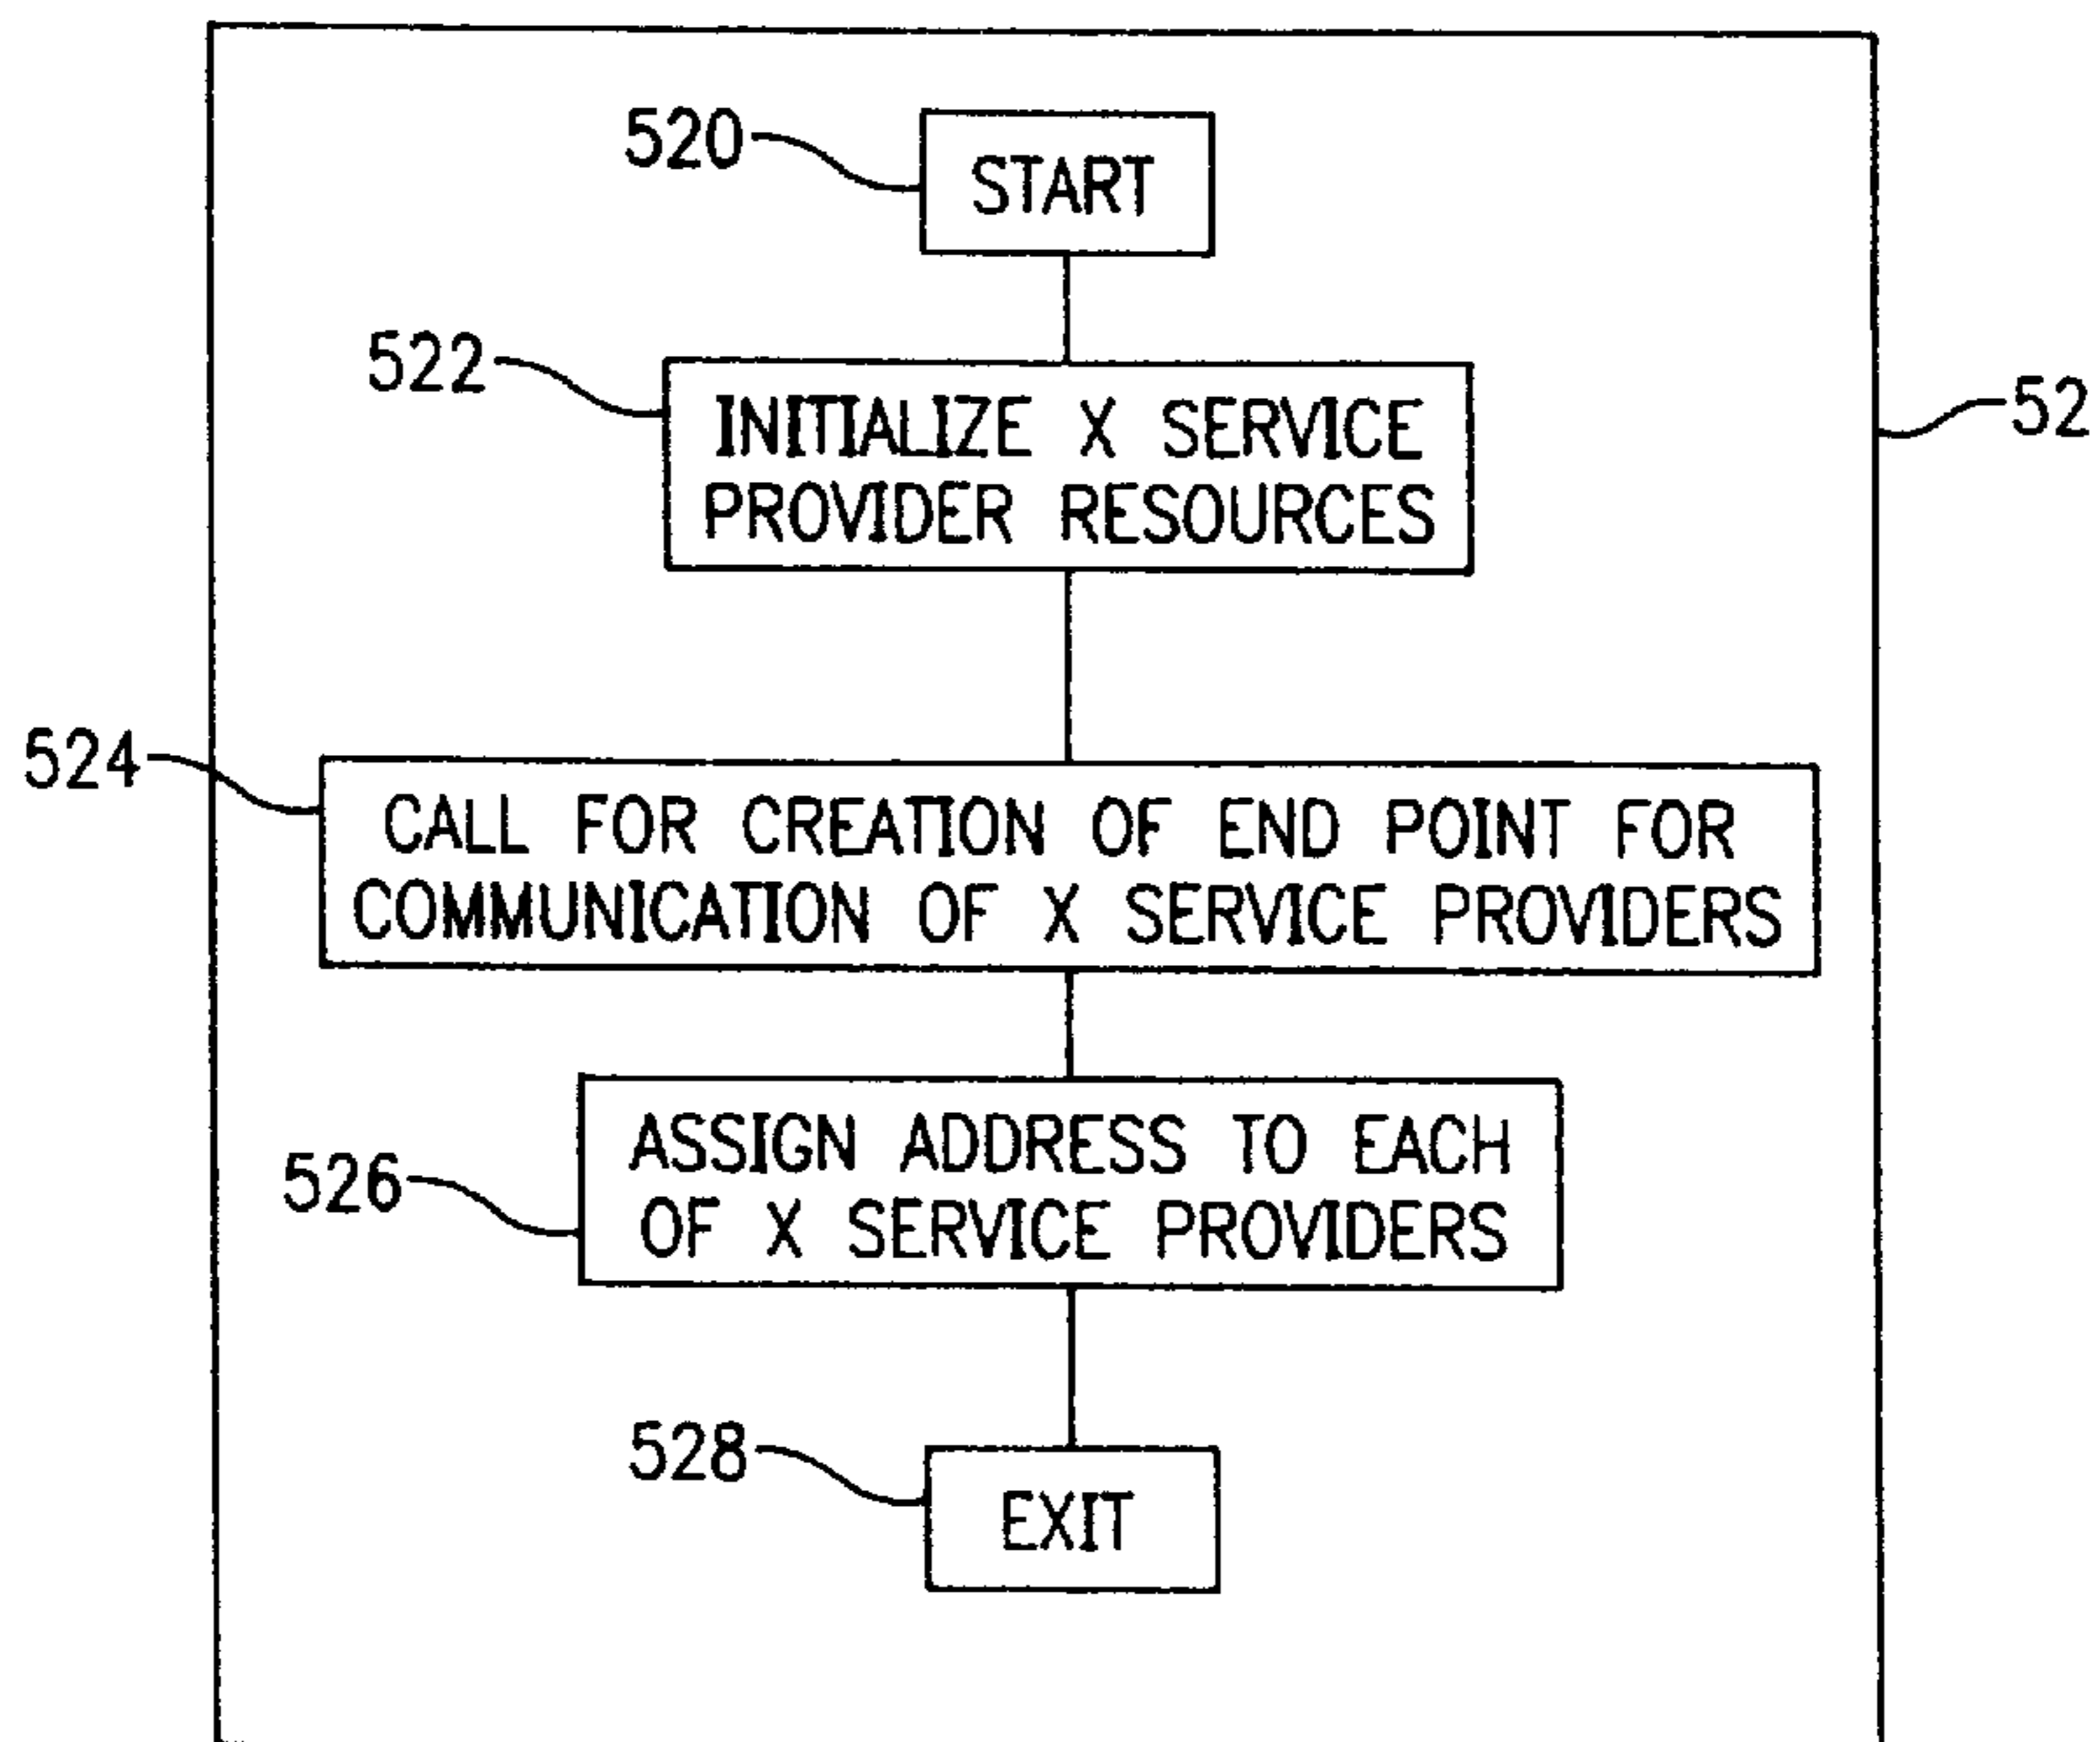 520
START
522
INITIALIZE X SERVICE
PROVIDER RESOURCES
52
524
CALL FOR CREATION OF END POINT FOR
COMMUNICATION OF X SERVICE PROVIDERS
526
ASSIGN ADDRESS TO EACH
OF X SERVICE PROVIDERS
528
EXIT